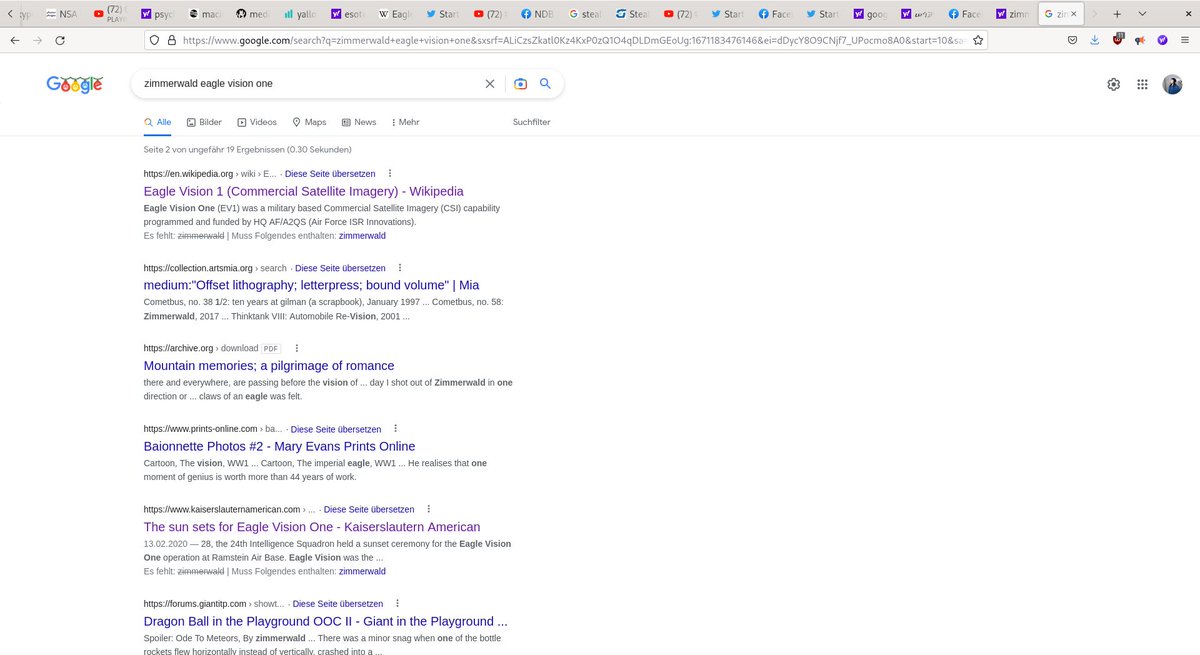 NSA
(72)
PLAY
psyc
maci
medi
yallo
esote
Eagle
Start
(72)
NDB
steal
Steal
(72)
Start
Face
Start
goog
Face
zimm
zim
https://www.google.com/search?q=zimmerwald+eagle+vision+one&sxsrf=ALiCzsZkatl0Kz4KxP0zQ1O4qDLDmGEoUg:1671183476146&ei=dDycY8O9CNjf7_UPocmo8A0&start=10&sa
Google
zimmerwald eagle vision one
Alle Bilder Videos Maps News Mehr Suchfilter
Seite 2 von ungefähr 19 Ergebnissen (0.30 Sekunden)
https://en.wikipedia.org › wiki › E... · Diese Seite übersetzen
Eagle Vision 1 (Commercial Satellite Imagery) - Wikipedia
Eagle Vision One (EV1) was a military based Commercial Satellite Imagery (CSI) capability
programmed and funded by HQ AF/A2QS (Air Force ISR Innovations).
Es fehlt: zimmerwald | Muss Folgendes enthalten: zimmerwald
https://collection.artsmia.org › search · Diese Seite übersetzen
medium:"Offset lithography; letterpress; bound volume" | Mia
Cometbus, no. 38 1/2: ten years at gilman (a scrapbook), January 1997 ... Cometbus, no. 58:
Zimmerwald, 2017 ... Thinktank VIII: Automobile Re-Vision, 2001 ...
https://archive.org › download PDF
Mountain memories; a pilgrimage of romance
there and everywhere, are passing before the vision of ... day I shot out of Zimmerwald in one
direction or ... claws of an eagle was felt.
https://www.prints-online.com › ba... · Diese Seite übersetzen
Baionnette Photos #2 - Mary Evans Prints Online
Cartoon, The vision, WW1 ... Cartoon, The imperial eagle, WW1 ... He realises that one
moment of genius is worth more than 44 years of work.
https://www.kaiserslauternamerican.com › ... · Diese Seite übersetzen
The sun sets for Eagle Vision One - Kaiserslautern American
13.02.2020 — 28, the 24th Intelligence Squadron held a sunset ceremony for the Eagle Vision
One operation at Ramstein Air Base. Eagle Vision was the ...
Es fehlt: zimmerwald | Muss Folgendes enthalten: zimmerwald
https://forums.giantitp.com › showt... · Diese Seite übersetzen
Dragon Ball in the Playground OOC II - Giant in the Playground ...
Spoiler: Ode To Meteors, By zimmerwald ... There was a minor snag when one of the bottle
rockets flew horizontally instead of vertically, crashed into a ...